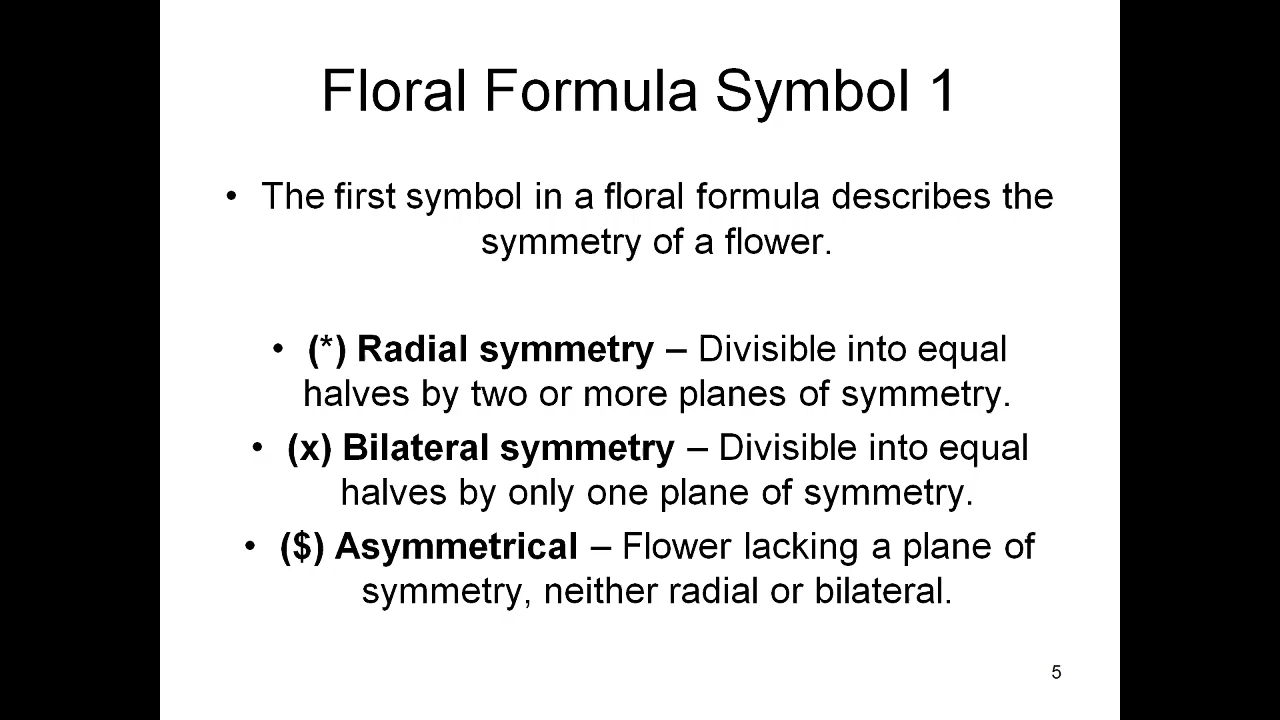 Floral Formula Symbol 1
• The first symbol in a floral formula describes the
symmetry of a flower.
• (*) Radial symmetry – Divisible into equal
halves by two or more planes of symmetry.
• (x) Bilateral symmetry – Divisible into equal
halves by only one plane of symmetry.
• ($) Asymmetrical – Flower lacking a plane of
symmetry, neither radial or bilateral.
5